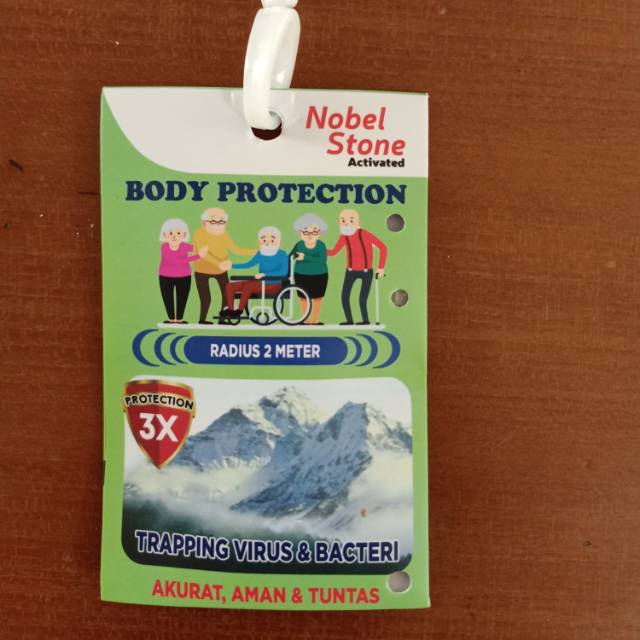 Nobel
Stone
Activated
BODY PROTECTION
RADIUS 2 METER
PROTECTION
3X
TRAPPING VIRUS & BACTERI
AKURAT, AMAN & TUNTAS